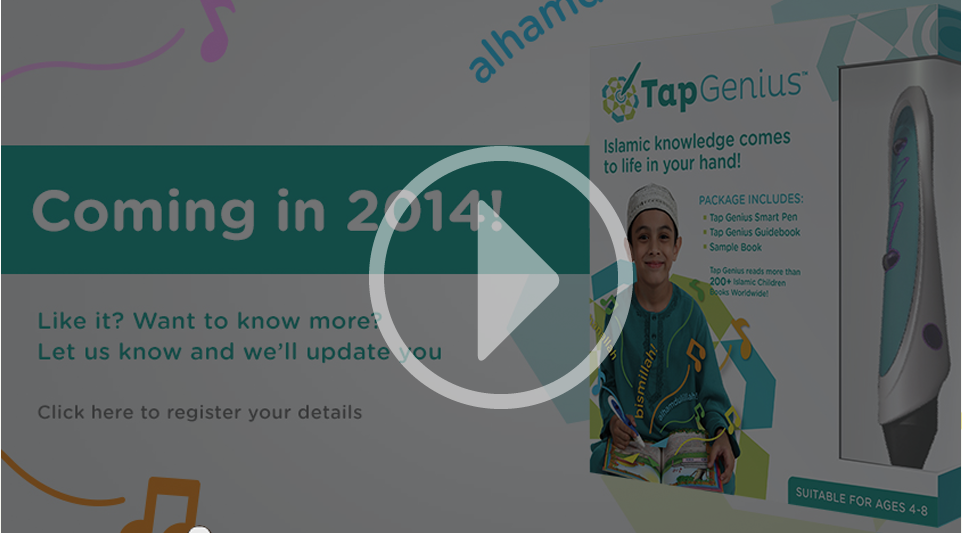 alhamd
TapGenius™
Islamic knowledge comes
to life in your hand!
Coming in 2014!
PACKAGE INCLUDES:
Tap Genius Smart Pen
Tap Genius Guidebook
Sample Book
Tap Genius reads more than
200+ Islamic Children
Books Worldwide!
Like it? Want to know more?
Let us know and we'll update you
Click here to register your details
bismillah!
alhamdulillah!
SUITABLE FOR AGES 4-8